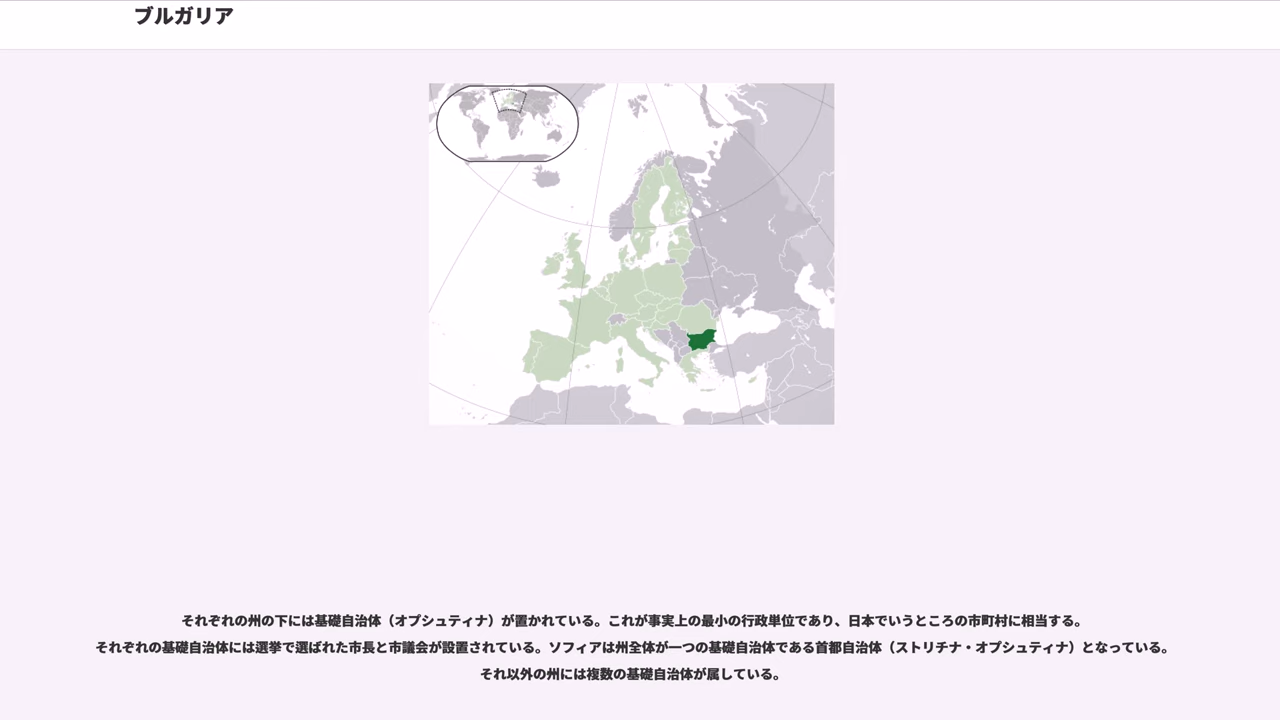 ブルガリア
それぞれの州の下には基礎自治体（オプシュティナ）が置かれている。これが事実上の最小の行政単位であり、日本でいうところの市町村に相当する。
それぞれの基礎自治体には選挙で選ばれた市長と市議会が設置されている。ソフィアは州全体が一つの基礎自治体である首都自治体（ストリチナ・オプシュティナ）となっている。
それ以外の州には複数の基礎自治体が属している。